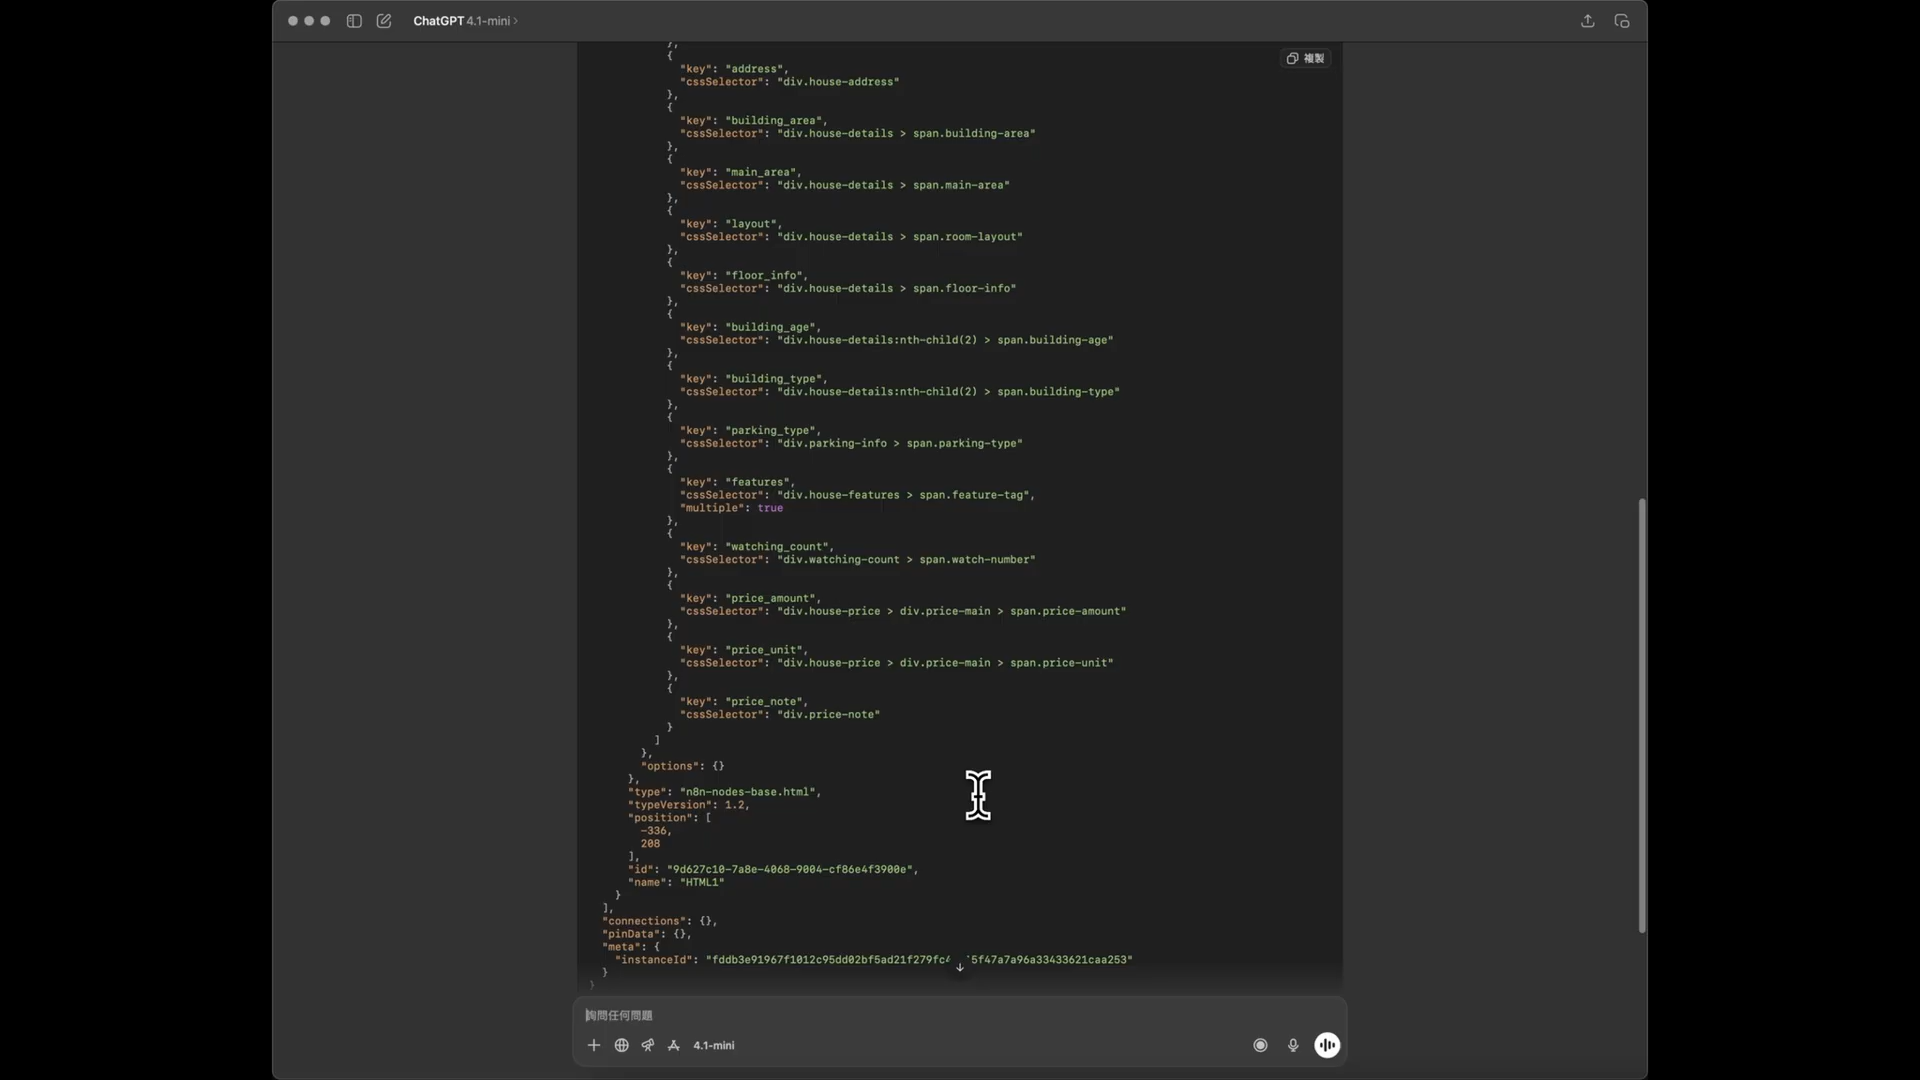 ChatGPT 4.1-mini >
複製
},
{
"key": "address",
"cssSelector": "div.house-address"
},
{
"key": "building_area",
"cssSelector": "div.house-details > span.building-area"
},
{
"key": "main_area",
"cssSelector": "div.house-details > span.main-area"
},
{
"key": "layout",
"cssSelector": "div.house-details > span.room-layout"
},
{
"key": "floor_info",
"cssSelector": "div.house-details > span.floor-info"
},
{
"key": "building_age",
"cssSelector": "div.house-details:nth-child(2) > span.building-age"
},
{
"key": "building_type",
"cssSelector": "div.house-details:nth-child(2) > span.building-type"
},
{
"key": "parking_type",
"cssSelector": "div.parking-info > span.parking-type"
},
{
"key": "features",
"cssSelector": "div.house-features > span.feature-tag",
"multiple": true
},
{
"key": "watching_count",
"cssSelector": "div.watching-count > span.watch-number"
},
{
"key": "price_amount",
"cssSelector": "div.house-price > div.price-main > span.price-amount"
},
{
"key": "price_unit",
"cssSelector": "div.house-price > div.price-main > span.price-unit"
},
{
"key": "price_note",
"cssSelector": "div.price-note"
}
]
},
"options": {}
},
"type": "n8n-nodes-base.html",
"typeVersion": 1.2,
"position": [
-336,
208
],
"id": "9d627c10-7a8e-4068-9004-cf86e4f3900e",
"name": "HTML1"
}
],
"connections": {},
"pinData": {},
"meta": {
"instanceId":
}
}
詢問任何問題
4.1-mini